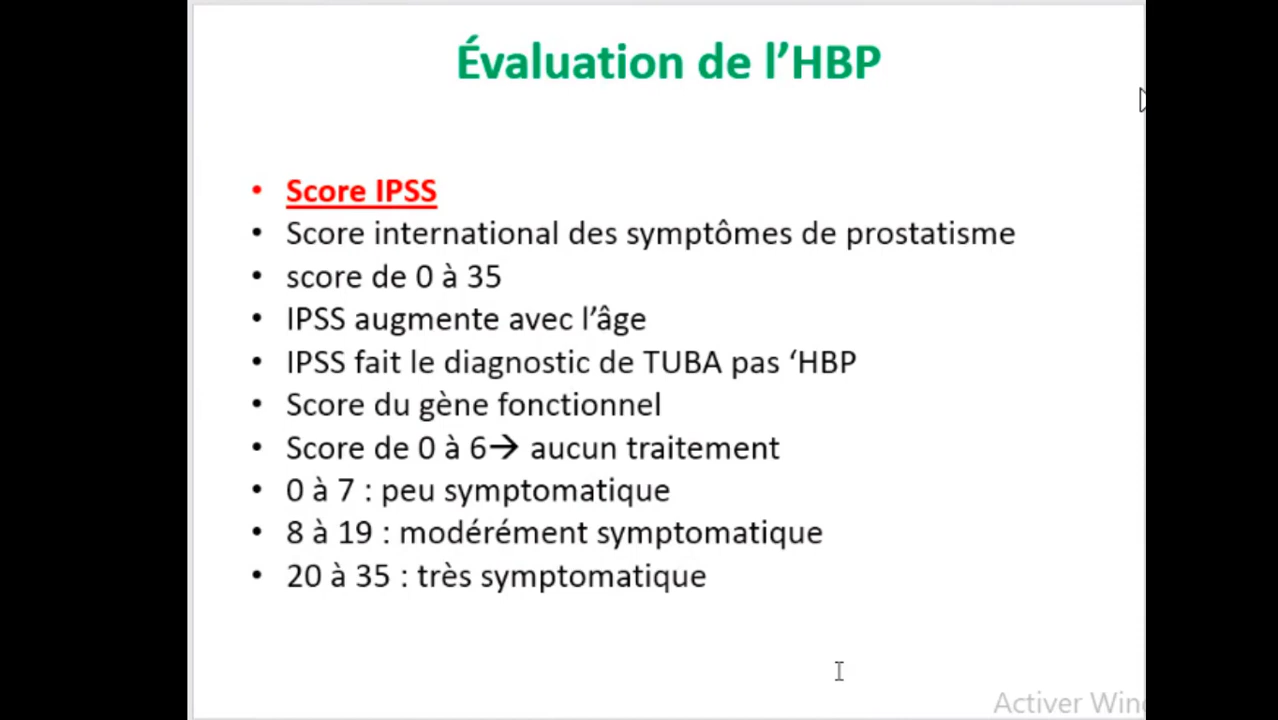 Évaluation de l’HBP
• Score IPSS
• Score international des symptômes de prostatisme
• score de 0 à 35
• IPSS augmente avec l’âge
• IPSS fait le diagnostic de TUBA pas ‘HBP
• Score du gène fonctionnel
• Score de 0 à 6→ aucun traitement
• 0 à 7 : peu symptomatique
• 8 à 19 : modérément symptomatique
• 20 à 35 : très symptomatique
Activer Win